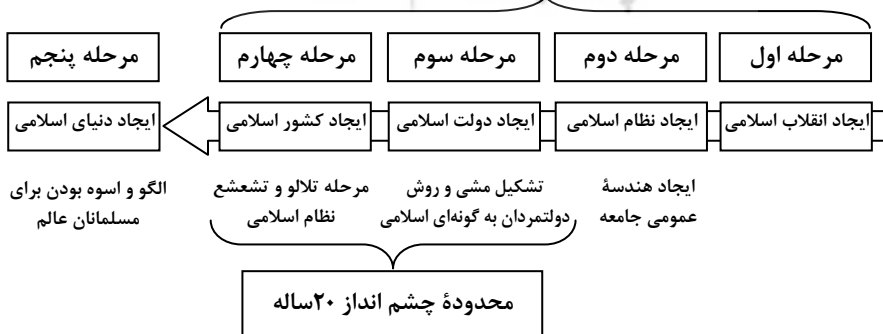 مرحله اول
مرحله دوم
مرحله سوم
مرحله چهارم
مرحله پنجم
ایجاد انقلاب اسلامی
ایجاد نظام اسلامی
ایجاد دولت اسلامی
ایجاد کشور اسلامی
ایجاد دنیای اسلامی
ایجاد هندسهٔ
عمومی جامعه
تشکیل مشی و روش
دولتمردان به گونه‌ای اسلامی
مرحله تلالو و تشعشع
نظام اسلامی
الگو و اسوه بودن برای
مسلمانان عالم
محدودهٔ چشم انداز ۲۰ساله